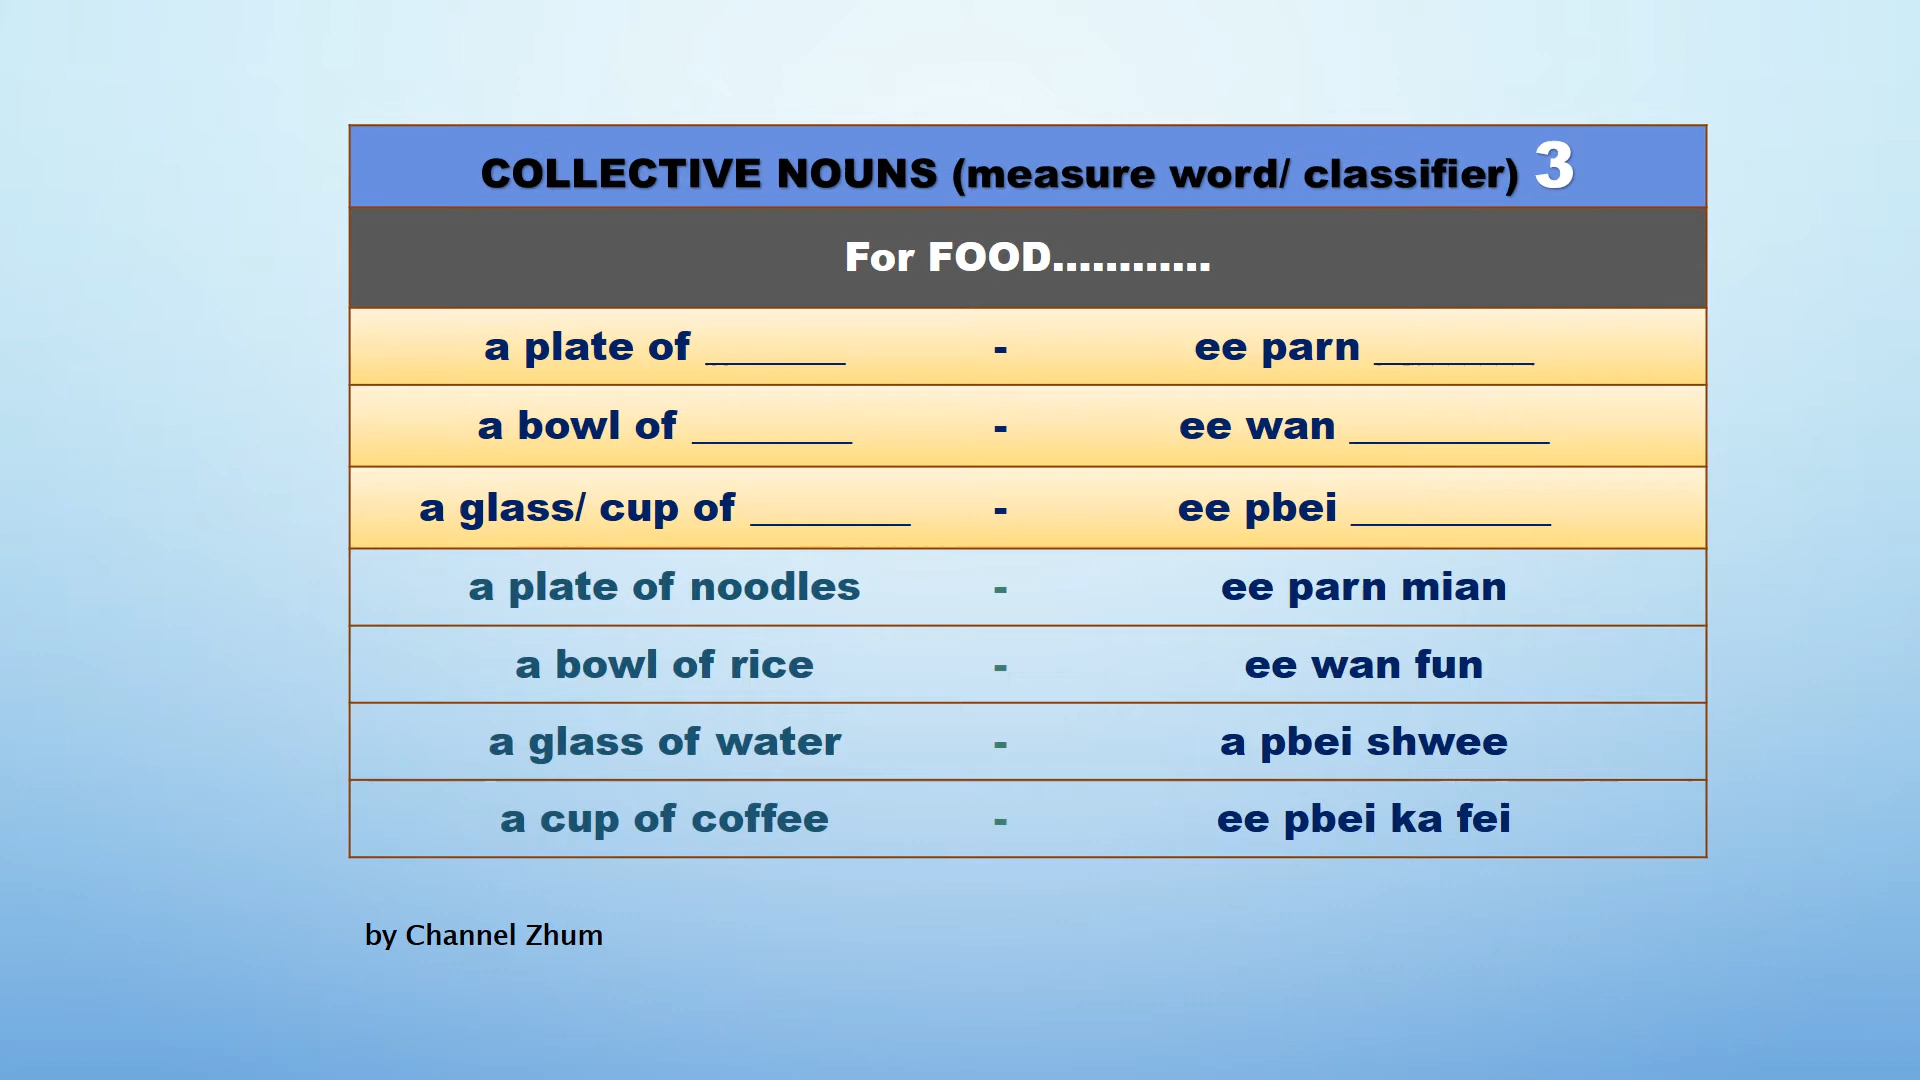 COLLECTIVE NOUNS (measure word/ classifier) 3
For FOOD............
a plate of _______ - ee parn ________
a bowl of ________ - ee wan __________
a glass/ cup of ________ - ee pbei __________
a plate of noodles - ee parn mian
a bowl of rice - ee wan fun
a glass of water - a pbei shwee
a cup of coffee - ee pbei ka fei
by Channel Zhum